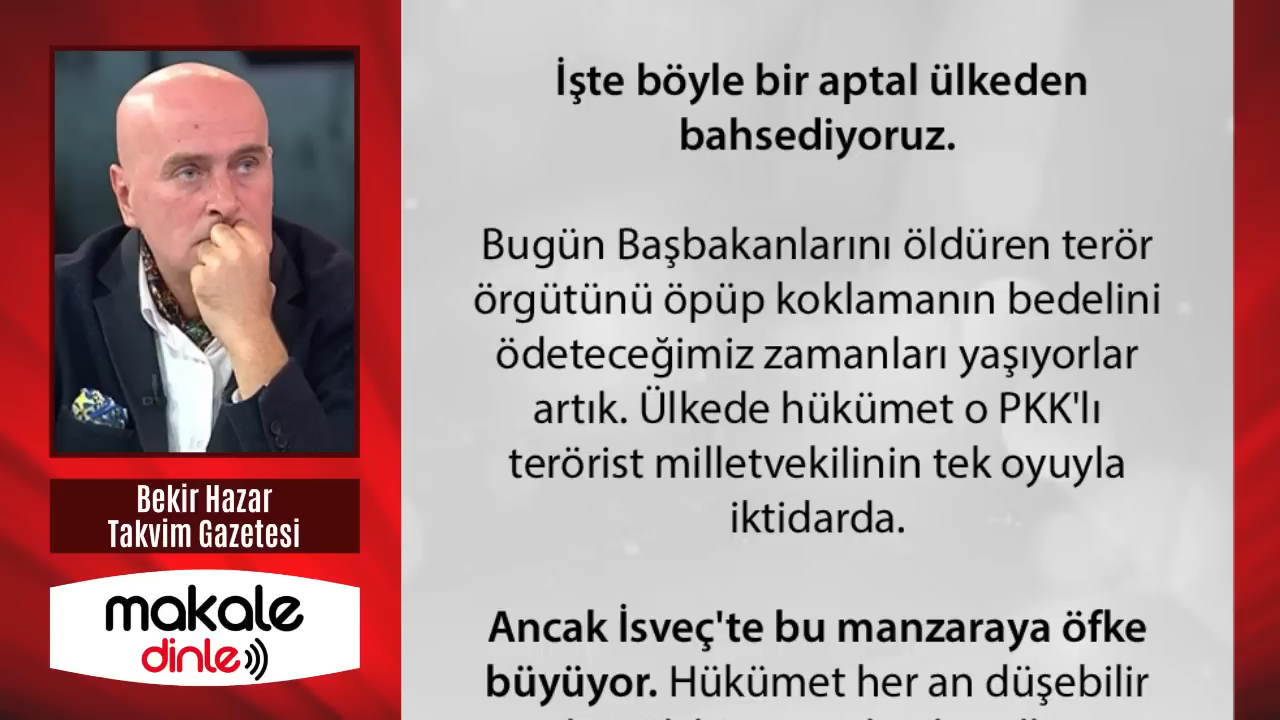 İşte böyle bir aptal ülkeden
bahsediyoruz.
Bugün Başbakanlarını öldüren terör
örgütünü öpüp koklamanın bedelini
ödeteceğimiz zamanları yaşıyorlar
artık. Ülkede hükümet o PKK'lı
terörist milletvekilinin tek oyuyla
iktidarda.
Ancak İsveç'te bu manzaraya öfke
büyüyor. Hükümet her an düşebilir
Bekir Hazar
Takvim Gazetesi
makale
dinle